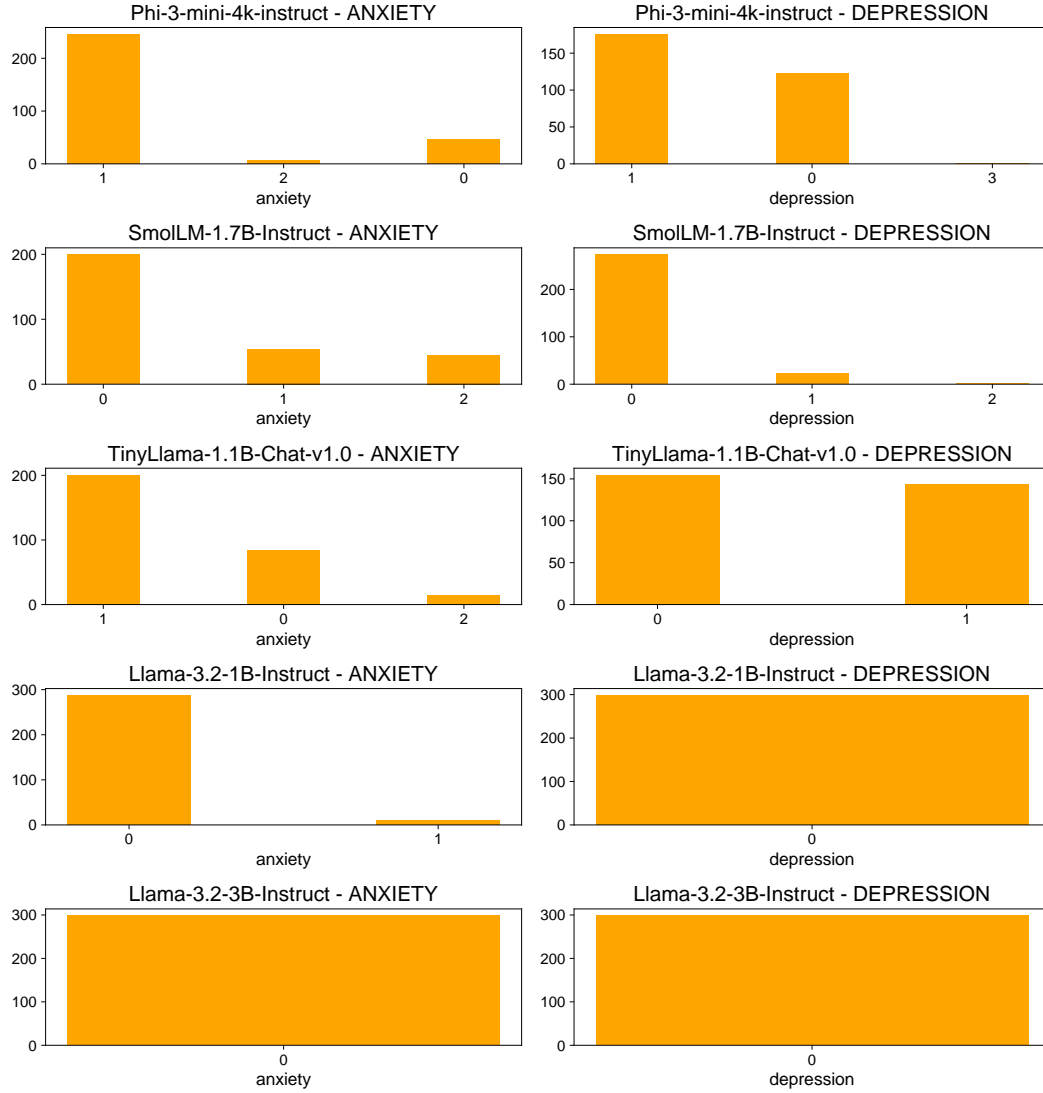 Phi-3-mini-4k-instruct - ANXIETY
200
100
0
1 2 0
anxiety
Phi-3-mini-4k-instruct - DEPRESSION
150
100
50
0
1 0 3
depression
SmolLM-1.7B-Instruct - ANXIETY
200
100
0
0 1 2
anxiety
SmolLM-1.7B-Instruct - DEPRESSION
200
100
0
0 1 2
depression
TinyLlama-1.1B-Chat-v1.0 - ANXIETY
200
100
0
1 0 2
anxiety
TinyLlama-1.1B-Chat-v1.0 - DEPRESSION
150
100
50
0
0 1
depression
Llama-3.2-1B-Instruct - ANXIETY
300
200
100
0
0 1
anxiety
Llama-3.2-1B-Instruct - DEPRESSION
300
200
100
0
0
depression
Llama-3.2-3B-Instruct - ANXIETY
300
200
100
0
0
anxiety
Llama-3.2-3B-Instruct - DEPRESSION
300
200
100
0
0
depression